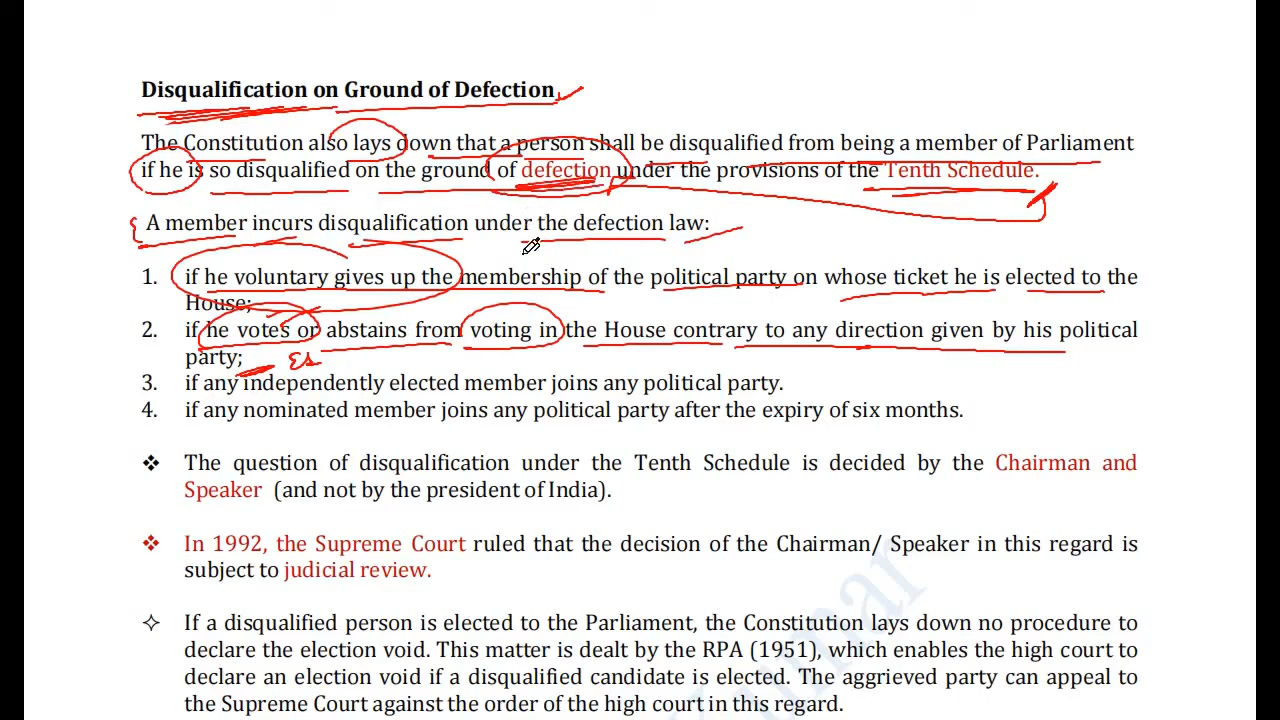 Disqualification on Ground of Defection
The Constitution also lays down that a person shall be disqualified from being a member of Parliament
if he is so disqualified on the ground of defection under the provisions of the Tenth Schedule.
A member incurs disqualification under the defection law:
1. if he voluntary gives up the membership of the political party on whose ticket he is elected to the
House;
2. if he votes or abstains from voting in the House contrary to any direction given by his political
party;
3. if any independently elected member joins any political party.
4. if any nominated member joins any political party after the expiry of six months.
❖ The question of disqualification under the Tenth Schedule is decided by the Chairman and
Speaker (and not by the president of India).
❖ In 1992, the Supreme Court ruled that the decision of the Chairman/ Speaker in this regard is
subject to judicial review.
✧ If a disqualified person is elected to the Parliament, the Constitution lays down no procedure to
declare the election void. This matter is dealt by the RPA (1951), which enables the high court to
declare an election void if a disqualified candidate is elected. The aggrieved party can appeal to
the Supreme Court against the order of the high court in this regard.
Kumar